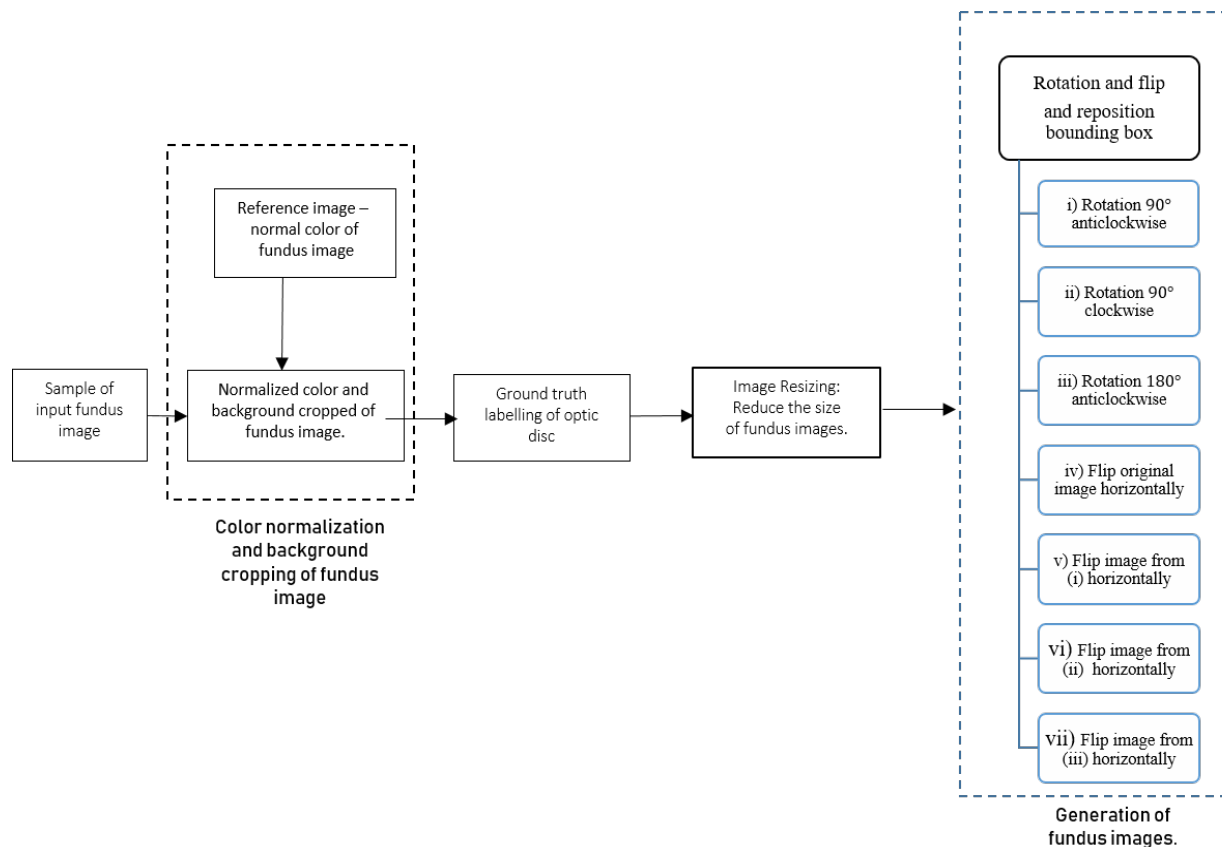 Sample of
input fundus
image
Reference image –
normal color of
fundus image
Normalized color and
background cropped of
fundus image.
Color normalization
and background
cropping of fundus
image
Ground truth
labelling of optic
disc
Image Resizing:
Reduce the size
of fundus images.
Rotation and flip
and reposition
bounding box
i) Rotation 90°
anticlockwise
ii) Rotation 90°
clockwise
iii) Rotation 180°
anticlockwise
iv) Flip original
image horizontally
v) Flip image from
(i) horizontally
vi) Flip image from
(ii) horizontally
vii) Flip image from
(iii) horizontally
Generation of
fundus images.